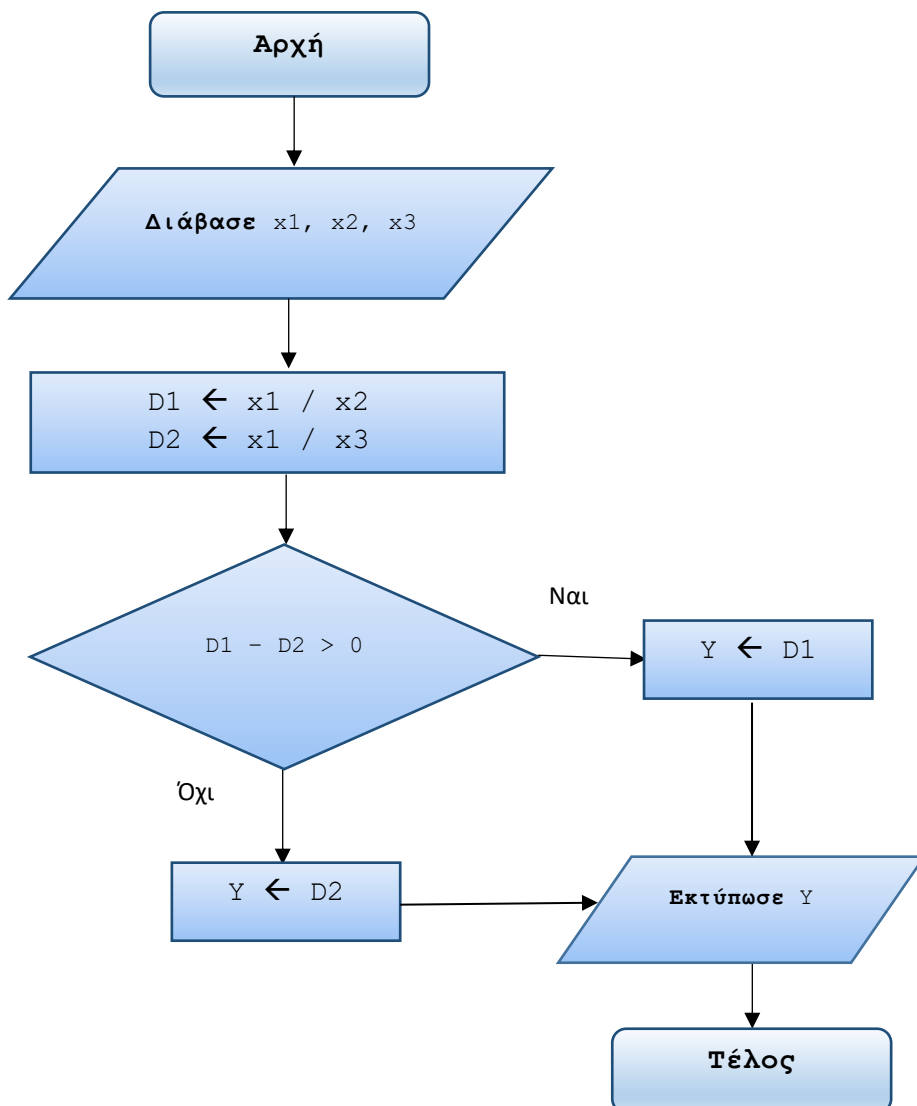 Αρχή
Διάβασε x1, x2, x3
D1 ← x1 / x2
D2 ← x1 / x3
D1 – D2 > 0
Ναι
Y ← D1
Όχι
Y ← D2
Εκτύπωσε Y
Τέλος